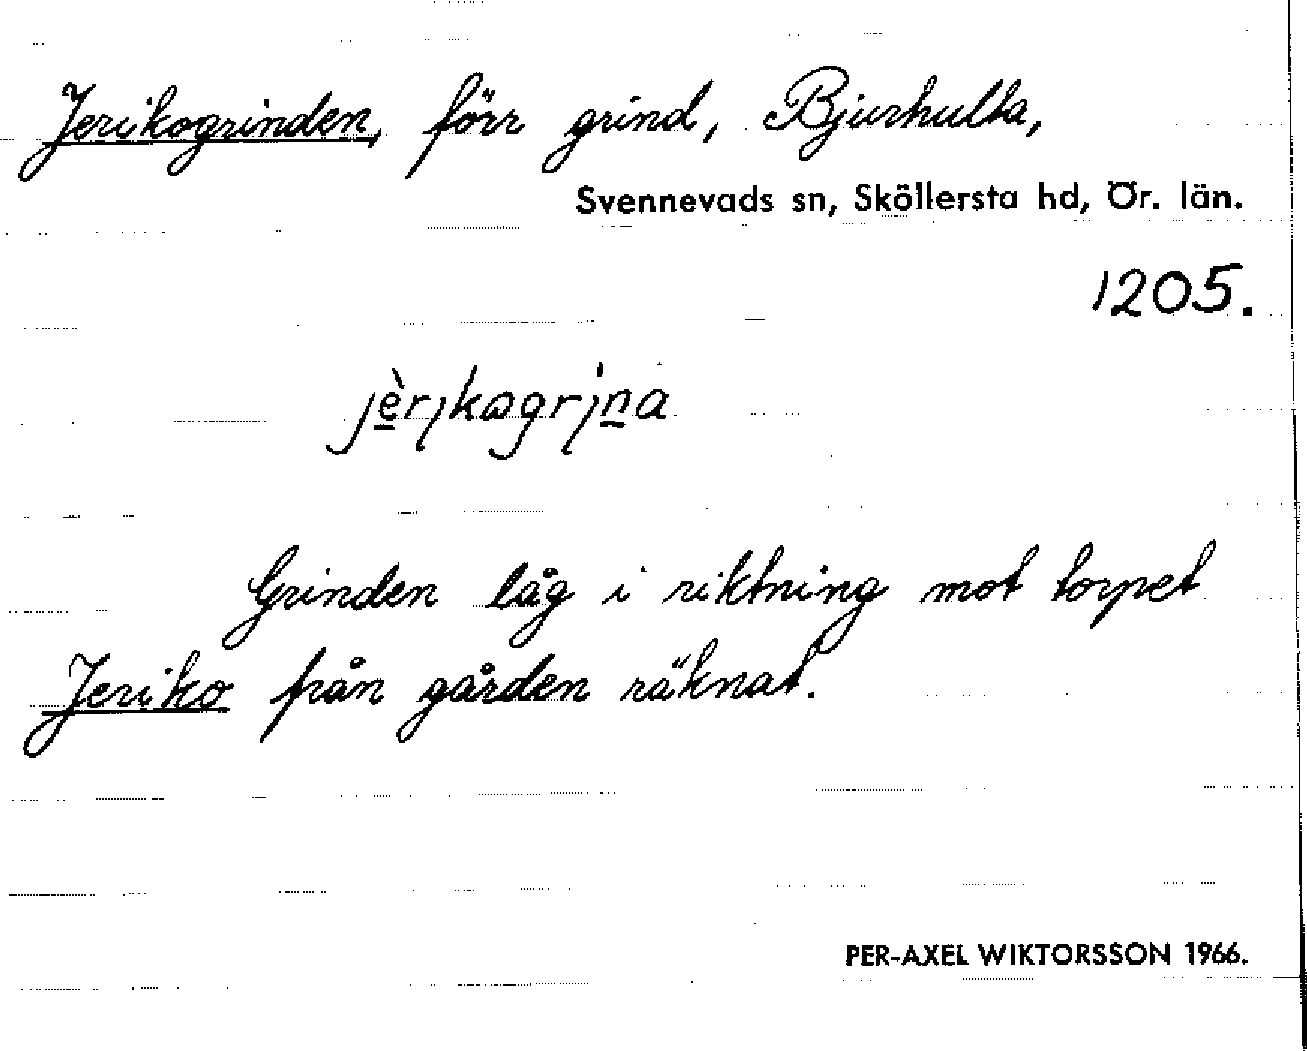 Jerikogrinden, förr grind, Bjurhulta,
Svennevads sn, Sköllersta hd, Ör. län.
1205.
jèrikogrina
Grinden låg i riktning mot torpet
Jeriko från gården räknat.
PER-AXEL WIKTORSSON 1966.